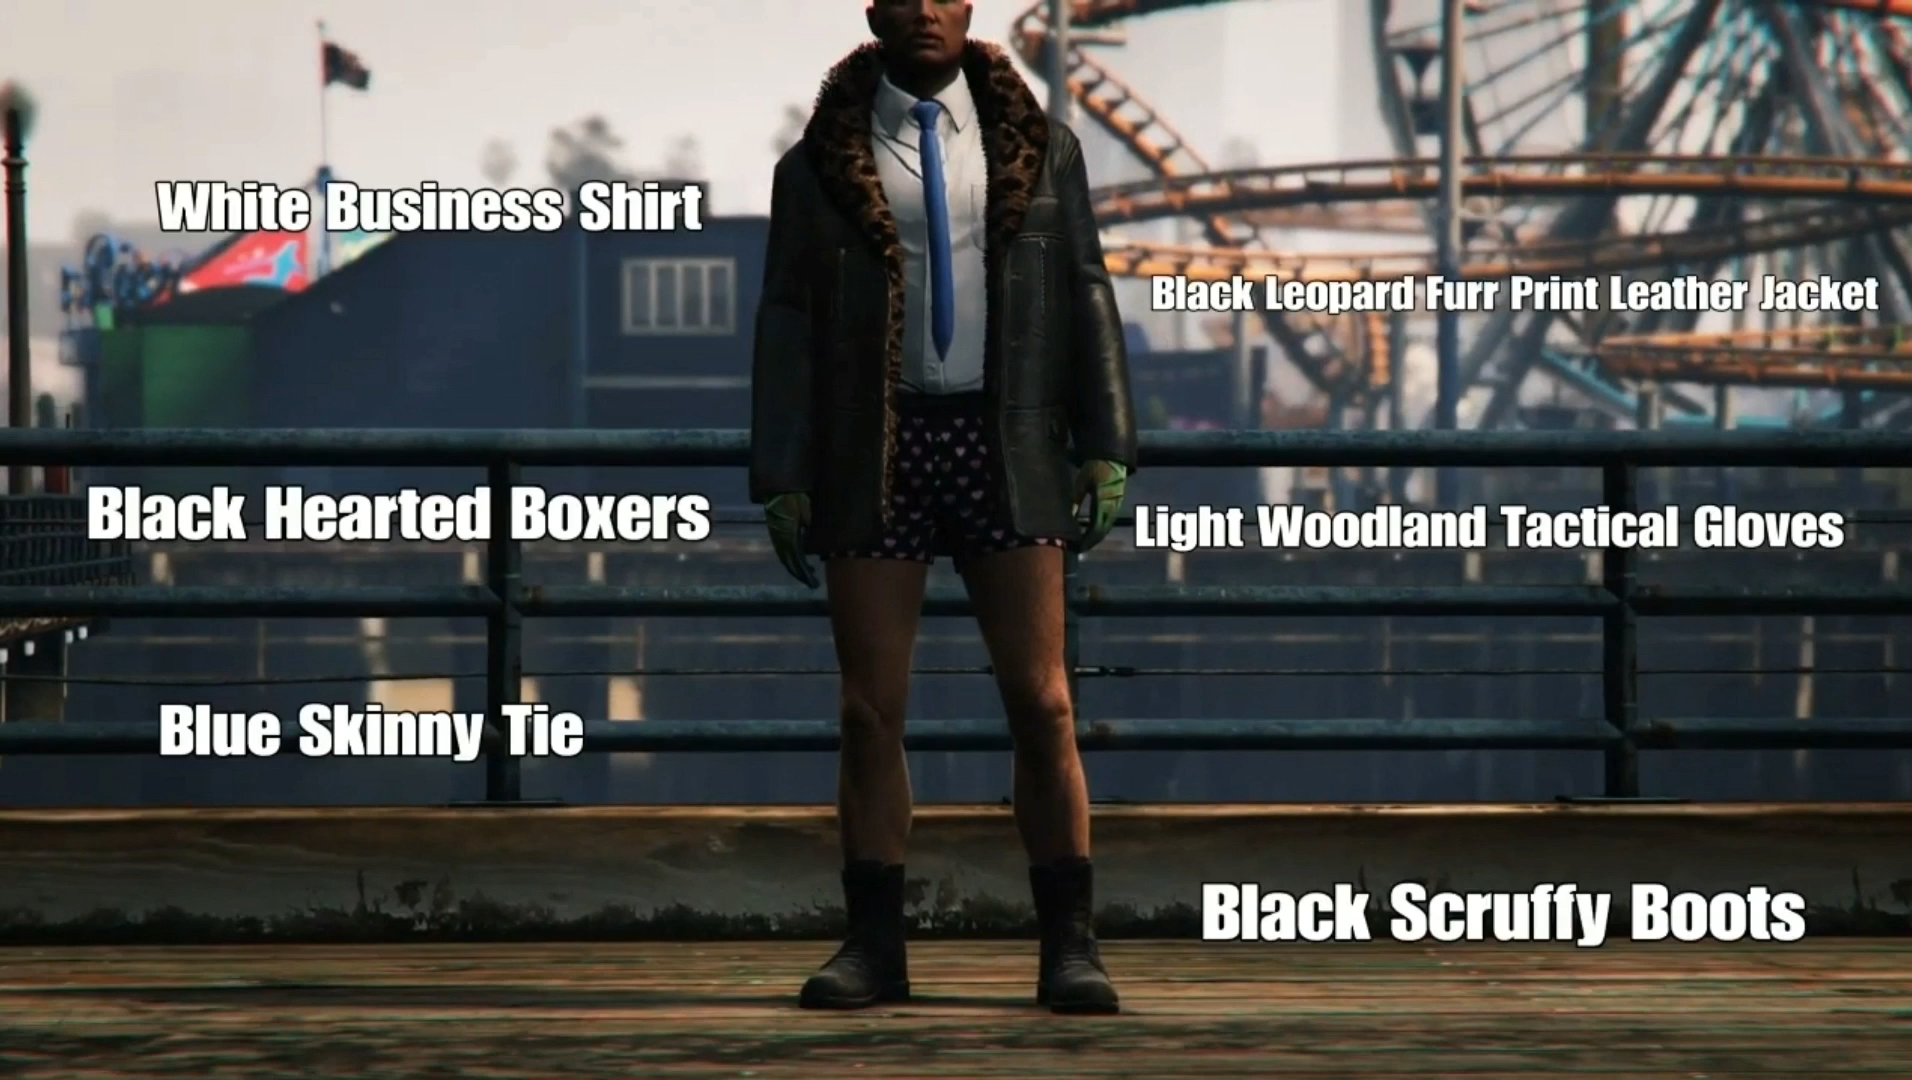 White Business Shirt
Black Leopard Furr Print Leather Jacket
Black Hearted Boxers
Light Woodland Tactical Gloves
Blue Skinny Tie
Black Scruffy Boots